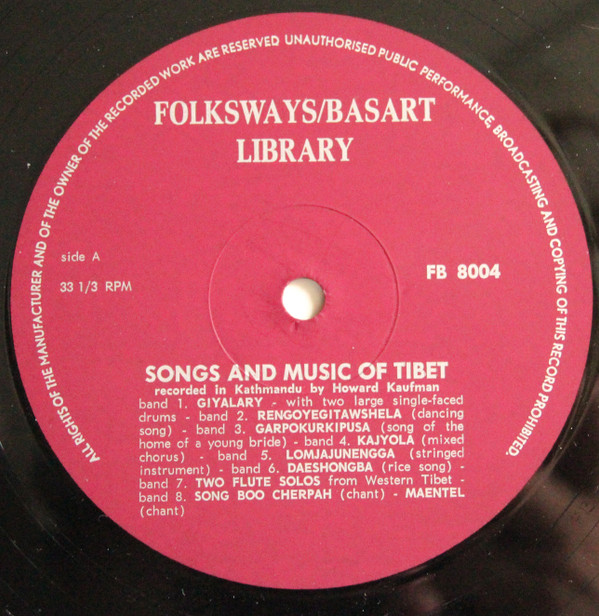 ALL RIGHTS OF THE MANUFACTURER AND OF THE OWNER OF THE RECORDED WORK ARE RESERVED UNAUTHORISED PUBLIC PERFORMANCE, BROADCASTING AND COPYING OF THIS RECORD PROHIBITED.
FOLKSWAYS/BASART
LIBRARY
side A
33 1/3 RPM
FB 8004
SONGS AND MUSIC OF TIBET
recorded in Kathmandu by Howard Kaufman
band 1. GIYALARY - with two large single-faced
drums - band 2. RENGOYEGITAWSHELA (dancing
song) - band 3. GARPOKURKIPUSA (song of the
home of a young bride) - band 4. KAJYOLA (mixed
chorus) - band 5. LOMJAJUNENGGA (stringed
instrument) - band 6. DAESHONGBA (rice song) -
band 7. TWO FLUTE SOLOS from Western Tibet -
band 8. SONG BOO CHERPAH (chant) - MAENTEL
(chant)